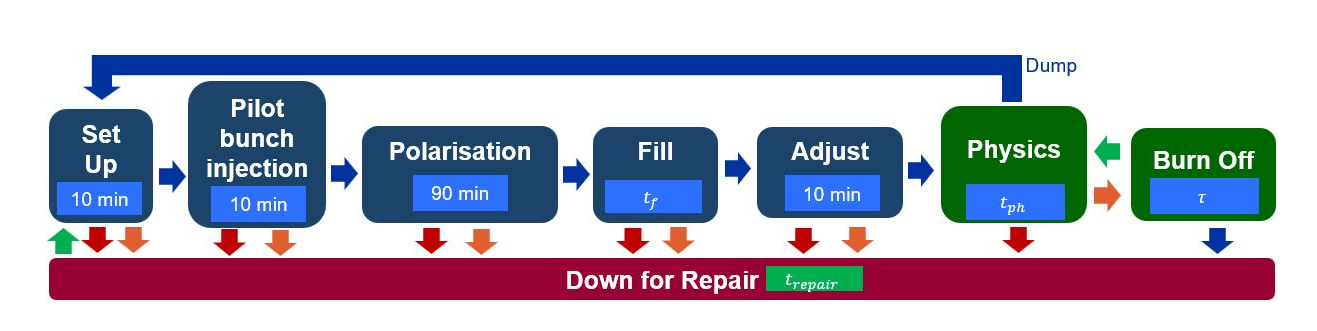 Dump
Set
Up
10 min
Pilot
bunch
injection
10 min
Polarisation
90 min
Fill
t_f
Adjust
10 min
Physics
t_ph
Burn Off
τ
Down for Repair t_repair